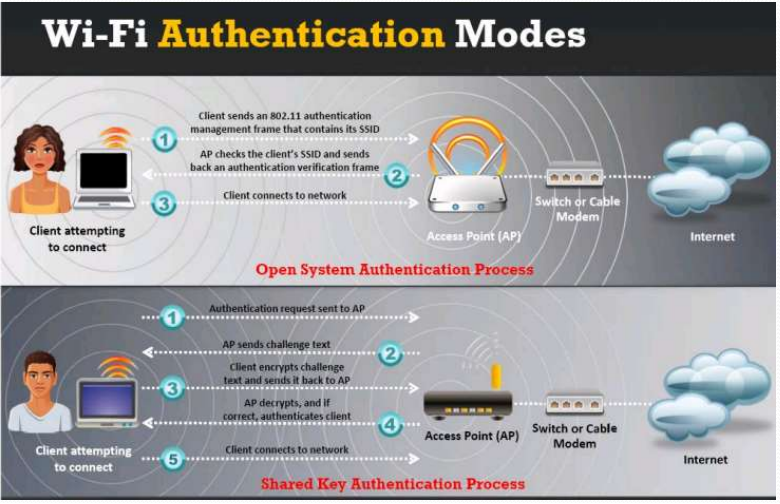 Wi-Fi Authentication Modes
Client sends an 802.11 authentication
management frame that contains its SSID
1
AP checks the client's SSID and sends
back an authentication verification frame
2
3
Client connects to network
Client attempting
to connect
Access Point (AP)
Switch or Cable
Modem
Internet
Open System Authentication Process
1
Authentication request sent to AP
AP sends challenge text
2
Client encrypts challenge
text and sends it back to AP
3
AP decrypts, and if
correct, authenticates client
4
5
Client connects to network
Client attempting
to connect
Access Point (AP)
Switch or Cable
Modem
Internet
Shared Key Authentication Process